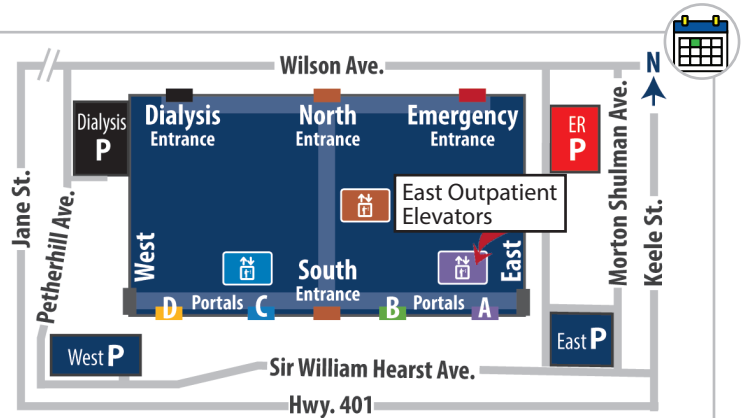 Wilson Ave.
N
Dialysis
P
Dialysis
Entrance
North
Entrance
Emergency
Entrance
ER
P
Jane St.
Petherhill Ave.
East Outpatient
Elevators
Morton Shulman Ave.
Keele St.
West
South
Entrance
East
D Portals C
B Portals A
West P
East P
Sir William Hearst Ave.
Hwy. 401